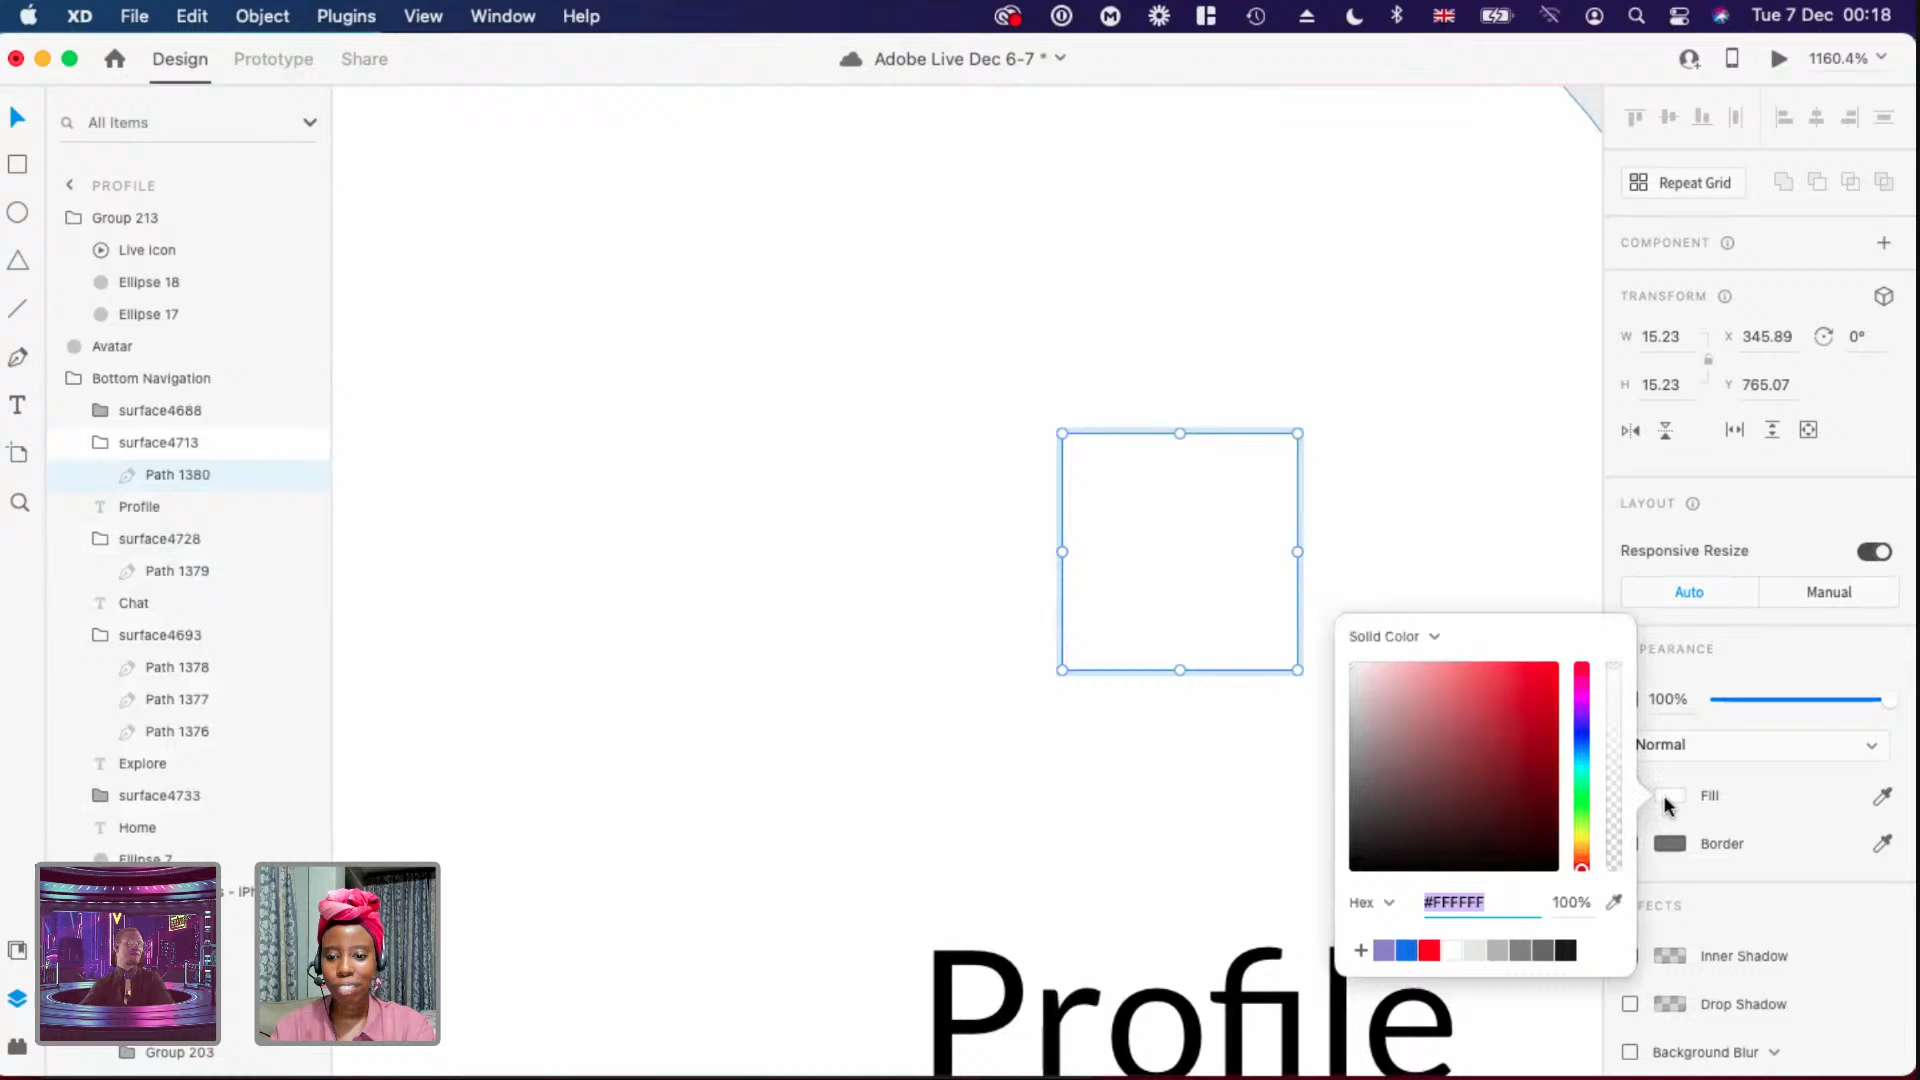 XD File Edit Object Plugins View Window Help Tue 7 Dec 00:18
Design Prototype Share Adobe Live Dec 6-7 * 1160.4%
All Items
PROFILE
Group 213
Live icon
Ellipse 18
Ellipse 17
Avatar
Bottom Navigation
surface4688
surface4713
Path 1380
Profile
surface4728
Path 1379
Chat
surface4693
Path 1378
Path 1377
Path 1376
Explore
surface4733
Home
Ellipse 7
Group 203
Profile
Solid Color
Hex #FFFFFF 100%
Repeat Grid
COMPONENT
TRANSFORM
W 15.23 X 345.89 0°
H 15.23 Y 765.07
LAYOUT
Responsive Resize
Auto Manual
PEARANCE
100%
Normal
Fill
Border
FECTS
Inner Shadow
Drop Shadow
Background Blur